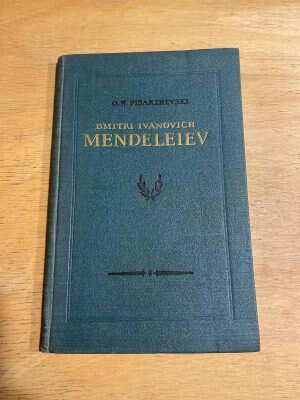 O. N. PISARZHEVSKI
DMITRI IVANOVICH
MENDELEIEV